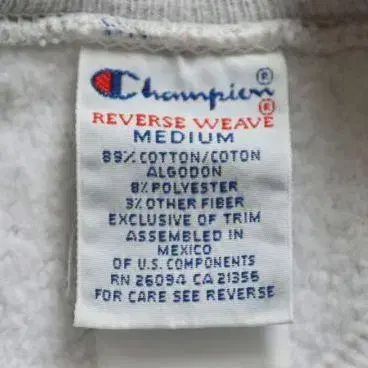 Champion®
REVERSE WEAVE®
MEDIUM
89% COTTON/COTON
ALGODON
8% POLYESTER
3% OTHER FIBER
EXCLUSIVE OF TRIM
ASSEMBLED IN
MEXICO
OF U.S. COMPONENTS
RN 26094 CA 21356
FOR CARE SEE REVERSE